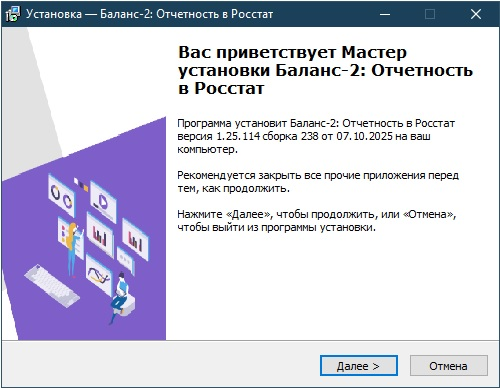 Установка — Баланс-2: Отчетность в Росстат
Вас приветствует Мастер
установки Баланс-2: Отчетность
в Росстат
Программа установит Баланс-2: Отчетность в Росстат
версия 1.25.114 сборка 238 от 07.10.2025 на ваш
компьютер.
Рекомендуется закрыть все прочие приложения перед
тем, как продолжить.
Нажмите «Далее», чтобы продолжить, или «Отмена»,
чтобы выйти из программы установки.
Далее >
Отмена